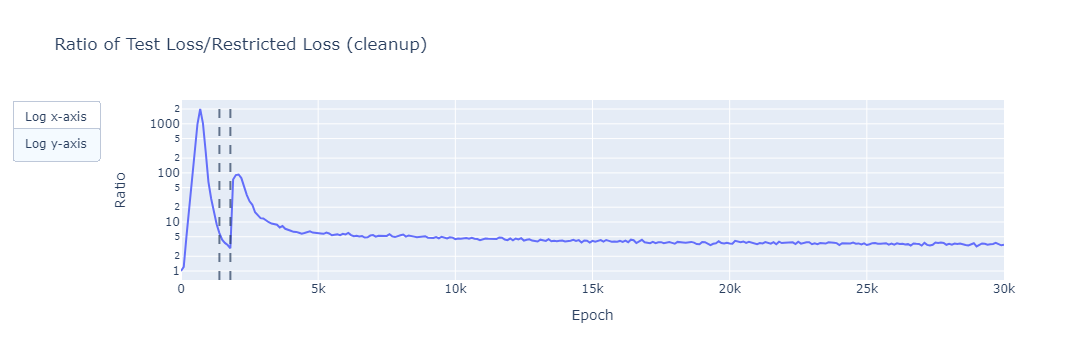 Ratio of Test Loss/Restricted Loss (cleanup)
Log x-axis
Log y-axis
Ratio
2
1000
5
2
100
5
2
10
5
2
1
0
5k
10k
15k
20k
25k
30k
Epoch